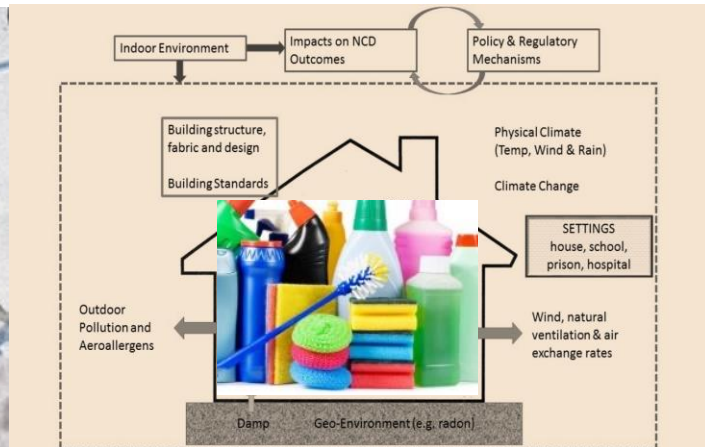 Indoor Environment
Impacts on NCD
Outcomes
Policy & Regulatory
Mechanisms
Building structure,
fabric and design
Building Standards
Physical Climate
(Temp, Wind & Rain)
Climate Change
SETTINGS
house, school,
prison, hospital
Outdoor
Pollution and
Aeroallergens
Wind, natural
ventilation & air
exchange rates
Damp
Geo-Environment (e.g, radon)